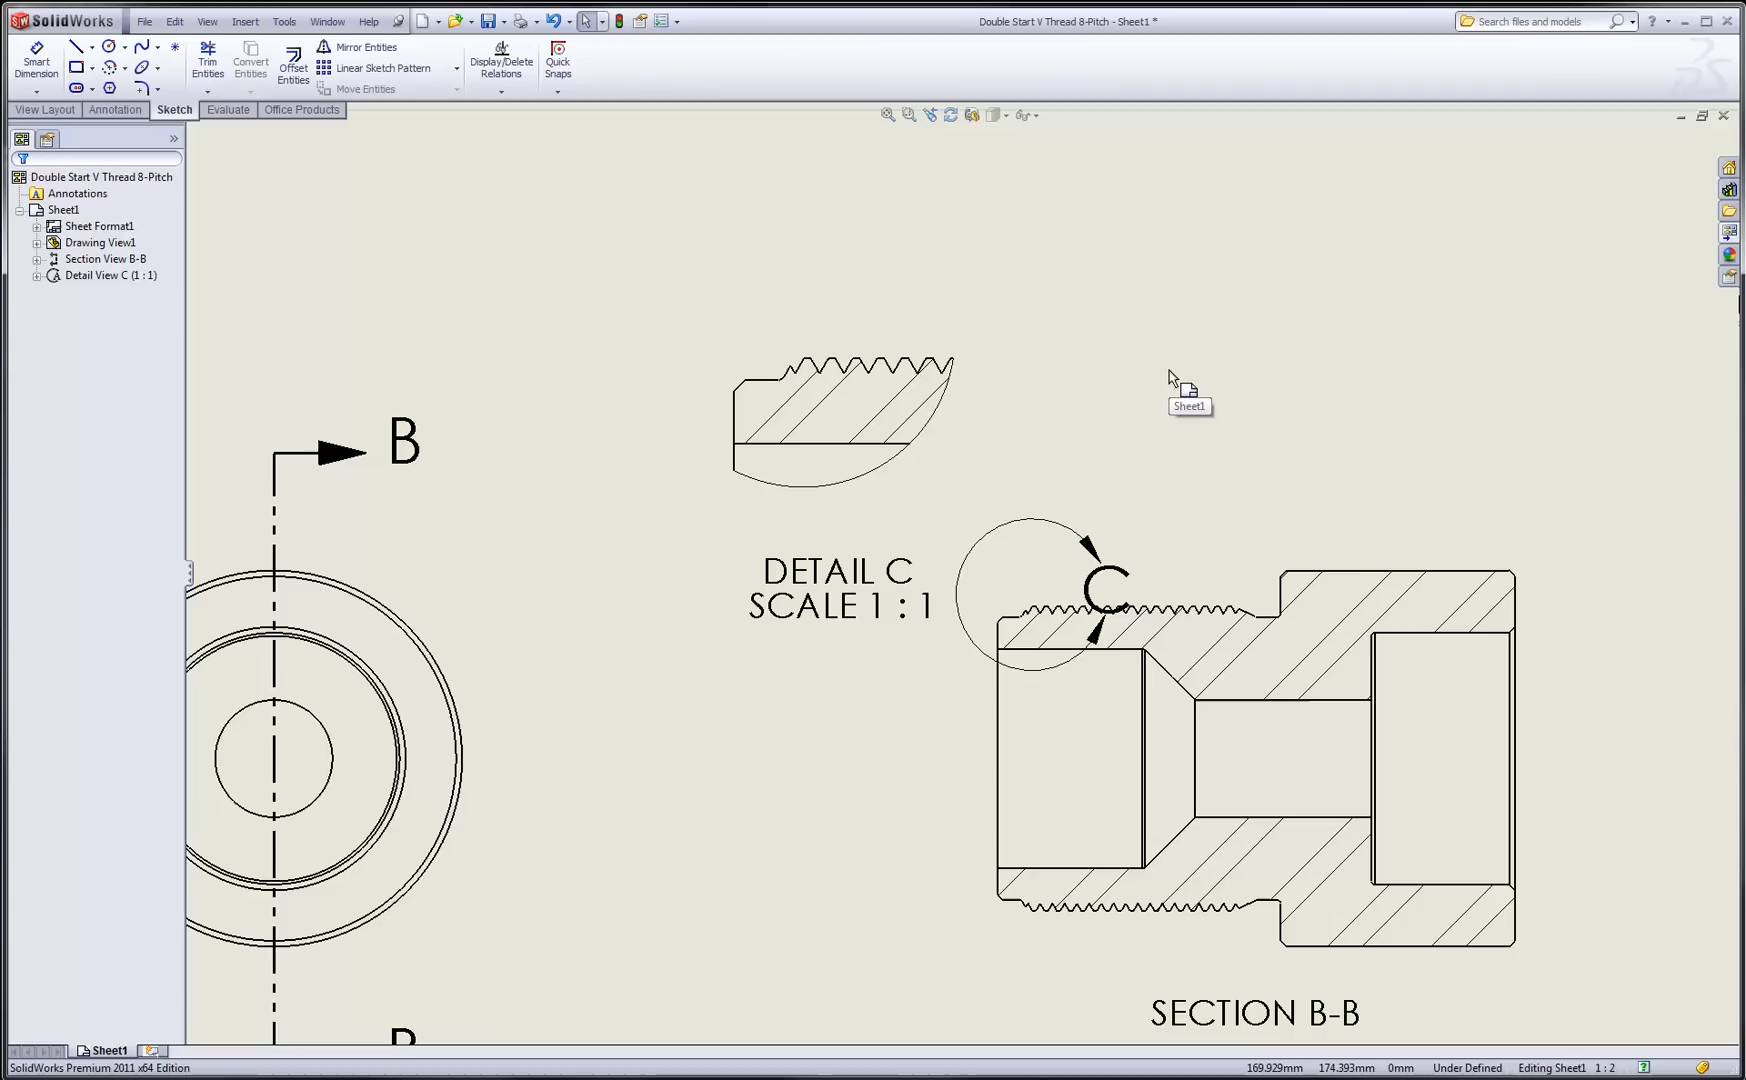 SolidWorks File Edit View Insert Tools Window Help Double Start V Thread 8-Pitch - Sheet1 * Search files and models
Smart Dimension Trim Entities Convert Entities Offset Entities Mirror Entities Linear Sketch Pattern Move Entities Display/Delete Relations Quick Snaps
View Layout Annotation Sketch Evaluate Office Products
Double Start V Thread 8-Pitch
Annotations
Sheet1
Sheet Format1
Drawing View1
Section View B-B
Detail View C (1 : 1)
Sheet1
B
DETAIL C
SCALE 1 : 1
C
SECTION B-B
Sheet1
SolidWorks Premium 2011 x64 Edition 169.929mm 174.393mm 0mm Under Defined Editing Sheet1 1 : 2